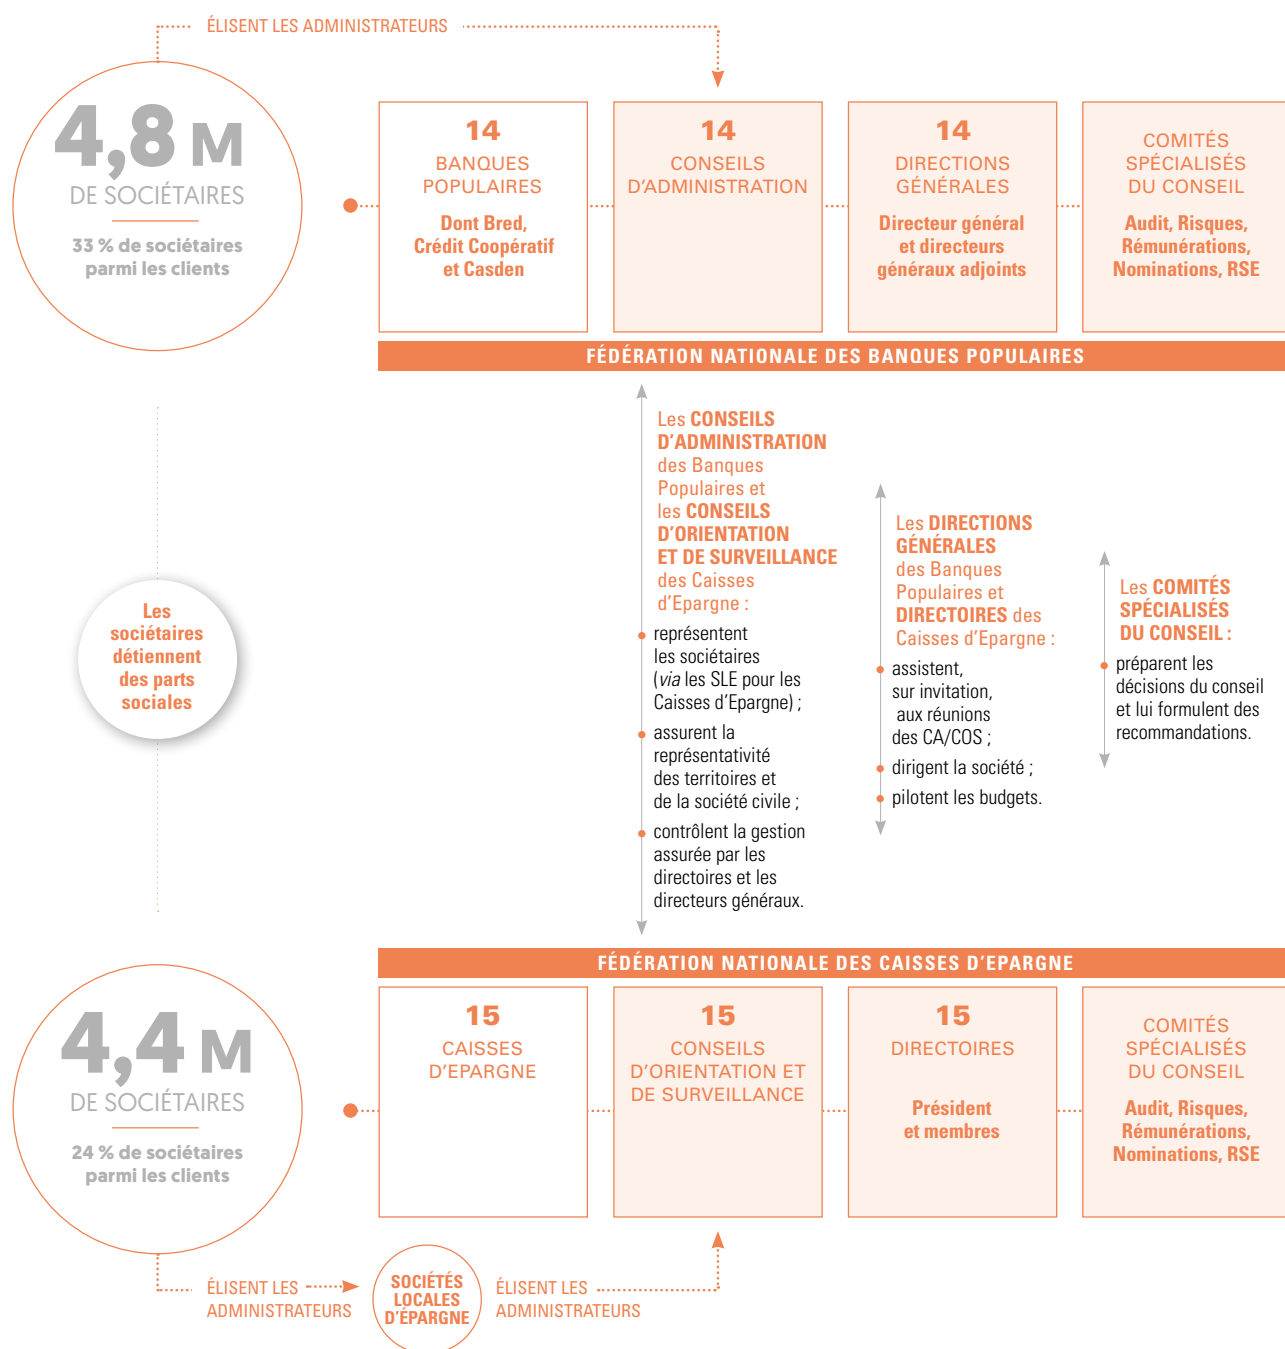 ÉLISENT LES ADMINISTRATEURS
4,8 M
DE SOCIÉTAIRES
33 % de sociétaires
parmi les clients
14
BANQUES
POPULAIRES
Dont Bred,
Crédit Coopératif
et Casden
14
CONSEILS
D'ADMINISTRATION
14
DIRECTIONS
GÉNÉRALES
Directeur général
et directeurs
généraux adjoints
COMITÉS
SPÉCIALISÉS
DU CONSEIL
Audit, Risques,
Rémunérations,
Nominations, RSE
FÉDÉRATION NATIONALE DES BANQUES POPULAIRES
Les
sociétaires
détiennent
des parts
sociales
Les CONSEILS
D'ADMINISTRATION
des Banques
Populaires et
les CONSEILS
D'ORIENTATION
ET DE SURVEILLANCE
des Caisses
d'Epargne :
représentent
les sociétaires
(via les SLE pour les
Caisses d'Epargne) ;
assurent la
représentativité
des territoires et
de la société civile ;
contrôlent la gestion
assurée par les
directoires et les
directeurs généraux.
Les DIRECTIONS
GÉNÉRALES
des Banques
Populaires et
DIRECTOIRES des
Caisses d'Epargne :
assistent,
sur invitation,
aux réunions
des CA/COS ;
dirigent la société ;
pilotent les budgets.
Les COMITÉS
SPÉCIALISÉS
DU CONSEIL :
préparent les
décisions du conseil
et lui formulent des
recommandations.
FÉDÉRATION NATIONALE DES CAISSES D'EPARGNE
4,4 M
DE SOCIÉTAIRES
24 % de sociétaires
parmi les clients
15
CAISSES
D'EPARGNE
15
CONSEILS
D'ORIENTATION ET
DE SURVEILLANCE
15
DIRECTOIRES
Président
et membres
COMITÉS
SPÉCIALISÉS
DU CONSEIL
Audit, Risques,
Rémunérations,
Nominations, RSE
ÉLISENT LES
ADMINISTRATEURS
SOCIÉTÉS
LOCALES
D'ÉPARGNE
ÉLISENT LES
ADMINISTRATEURS